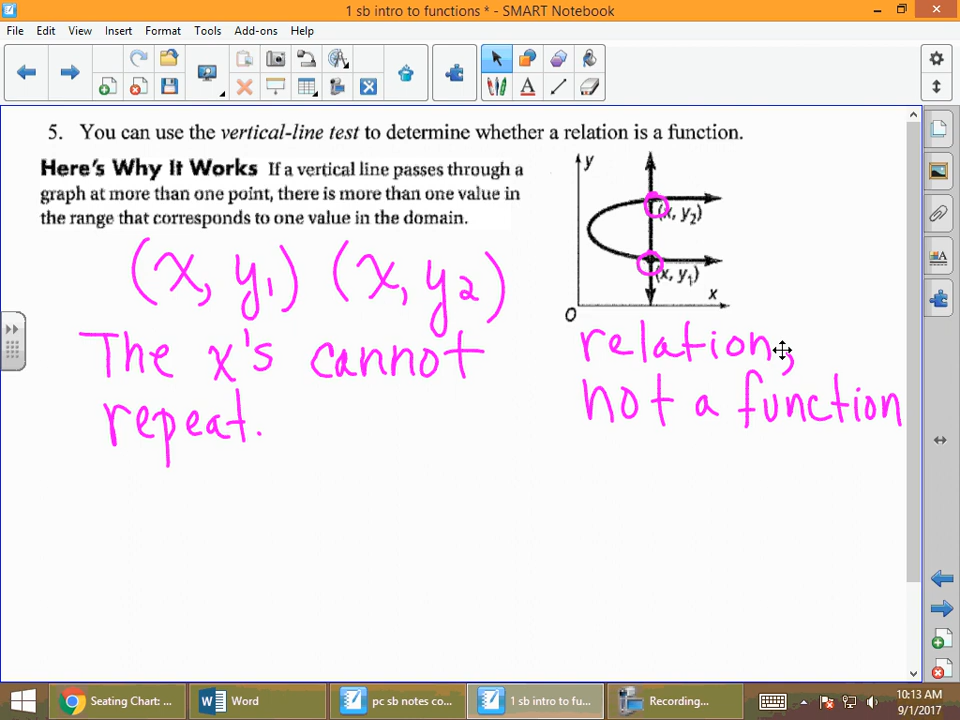 1 sb intro to functions * - SMART Notebook
File Edit View Insert Format Tools Add-ons Help
5. You can use the vertical-line test to determine whether a relation is a function.
Here's Why It Works If a vertical line passes through a
graph at more than one point, there is more than one value in
the range that corresponds to one value in the domain.
y
(x, y₂)
(x, y₁)
x
O
(x, y₁) (x, y₂)
The x's cannot
repeat.
relation,
not a function
Seating Chart: ... Word pc sb notes co... 1 sb intro to fu... Recording...
10:13 AM
9/1/2017